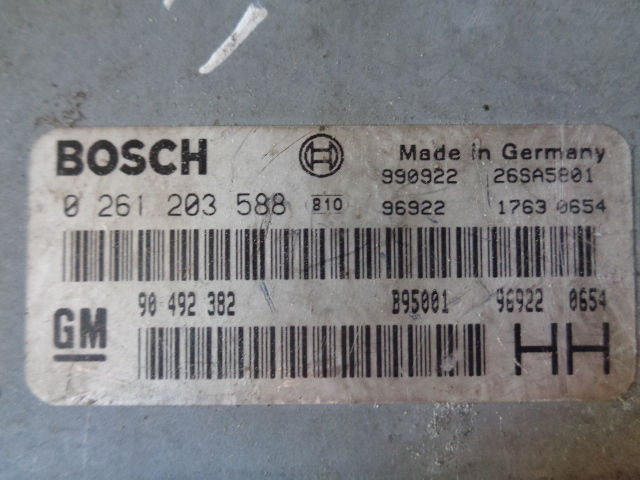 BOSCH Made in Germany
990922 26SA5801
0 261 203 588 810 96922 1763 0654
90 492 382 B95001 96922 0654
GM HH